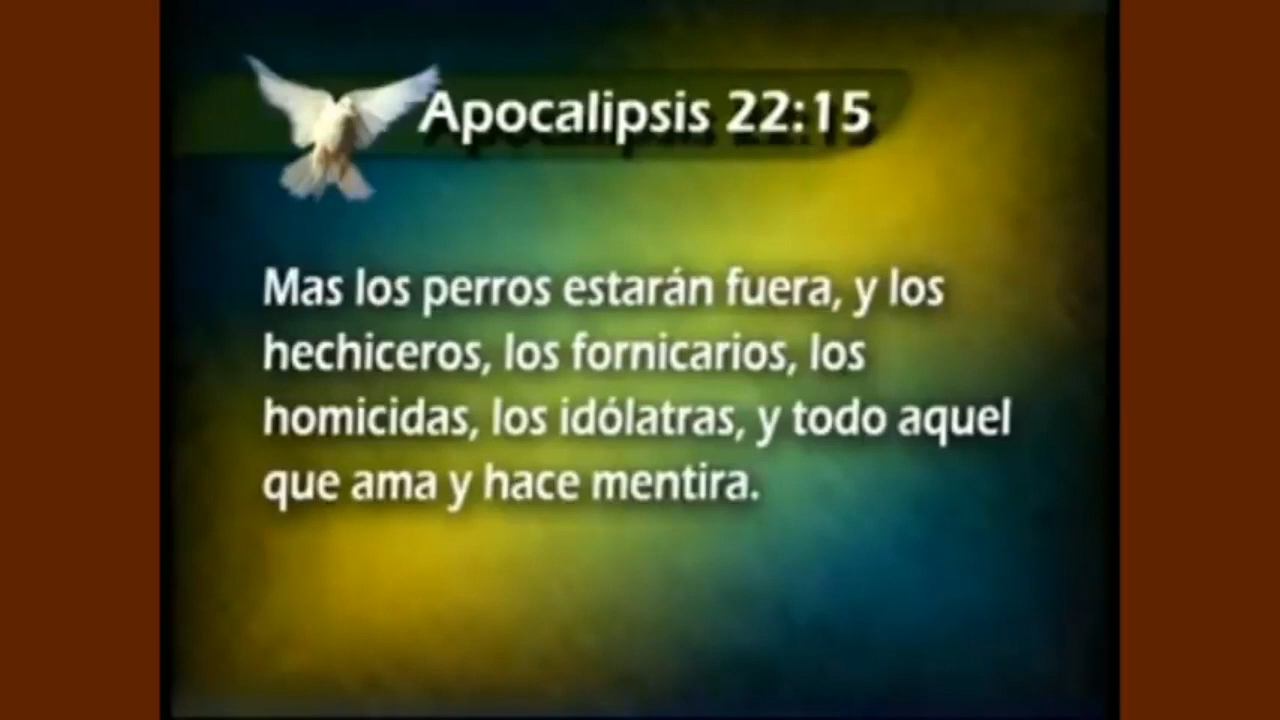 Apocalipsis 22:15
Mas los perros estarán fuera, y los
hechiceros, los fornicarios, los
homicidas, los idólatras, y todo aquel
que ama y hace mentira.